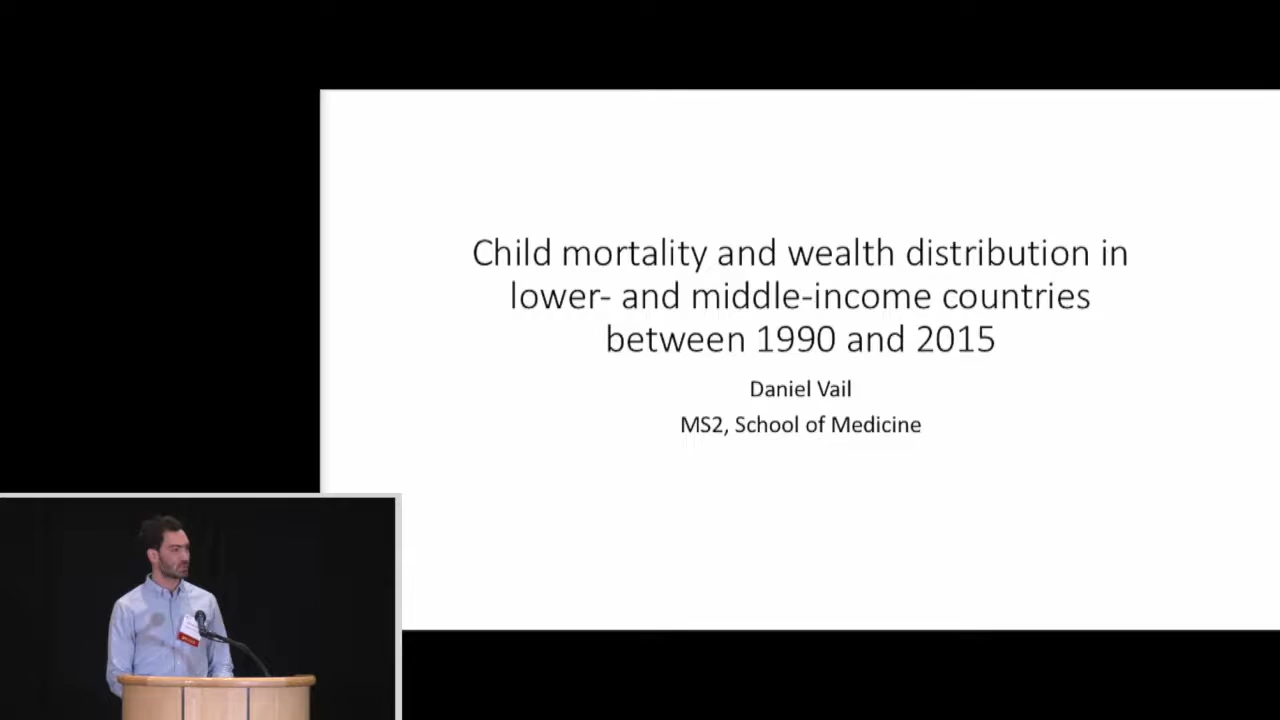 Child mortality and wealth distribution in
lower- and middle-income countries
between 1990 and 2015
Daniel Vail
MS2, School of Medicine